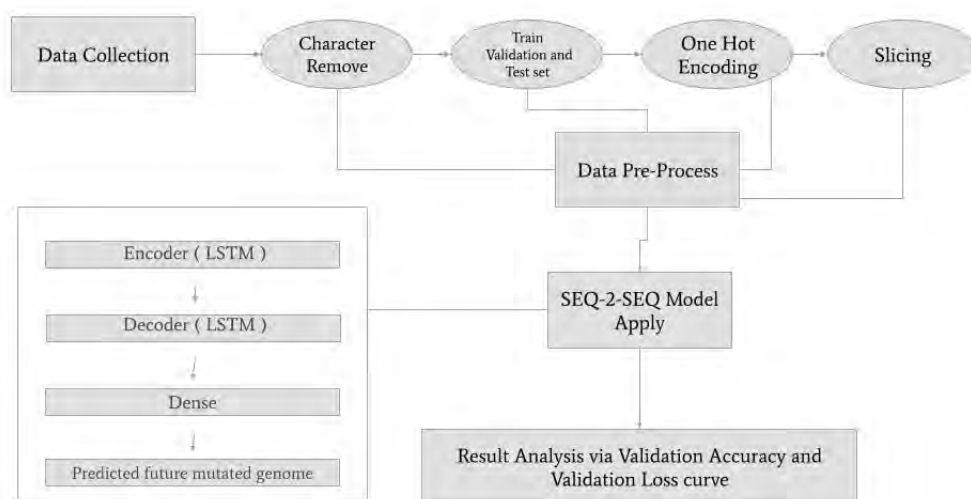 Data Collection
Character
Remove
Train
Validation and
Test set
One Hot
Encoding
Slicing
Data Pre-Process
Encoder ( LSTM )
Decoder ( LSTM )
Dense
Predicted future mutated genome
SEQ-2-SEQ Model
Apply
Result Analysis via Validation Accuracy and
Validation Loss curve